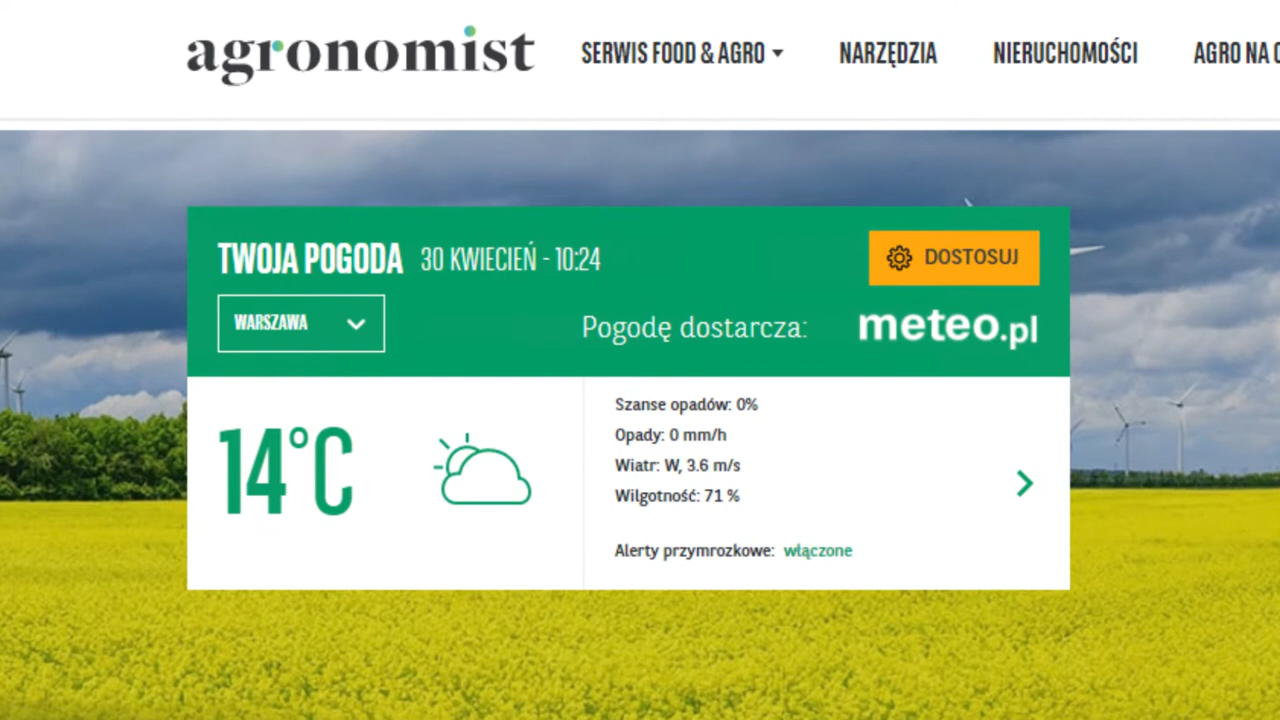 agronomist SERWIS FOOD & AGRO NARZĘDZIA NIERUCHOMOŚCI AGRO NA
TWOJA POGODA 30 KWIECIEŃ - 10:24 DOSTOSUJ
WARSZAWA Pogodę dostarcza: meteo.pl
14°C
Szanse opadów: 0%
Opady: 0 mm/h
Wiatr: W, 3.6 m/s
Wilgotność: 71 %
Alerty przymrozkowe: włączone